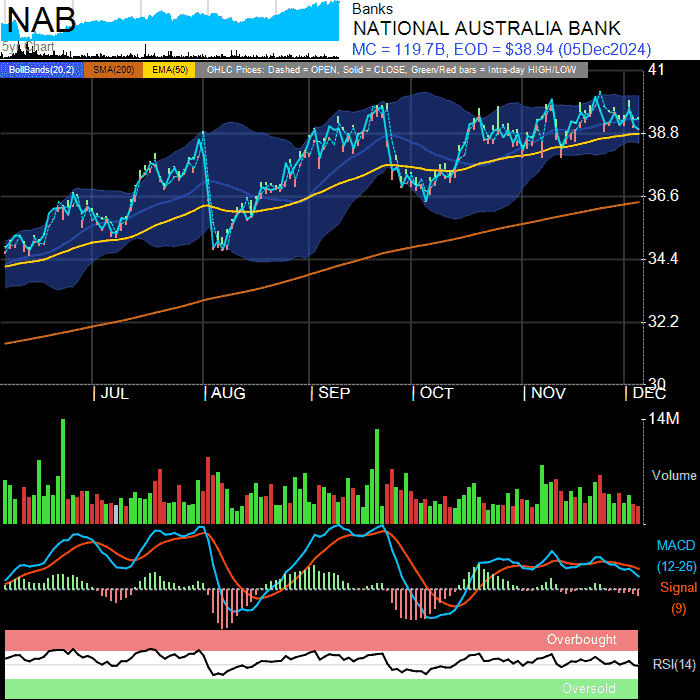 NAB
5yr Chart
Banks
NATIONAL AUSTRALIA BANK
MC = 119.7B, EOD = $38.94 (05Dec2024)
BollBands(20,2) SMA(200) EMA(50) OHLC Prices: Dashed = OPEN, Solid = CLOSE, Green/Red bars = Intra-day HIGH/LOW
41
38.8
36.6
34.4
32.2
30
| JUL | AUG | SEP | OCT | NOV | DEC
14M
Volume
MACD
(12-26)
Signal
(9)
Overbought
RSI(14)
Oversold